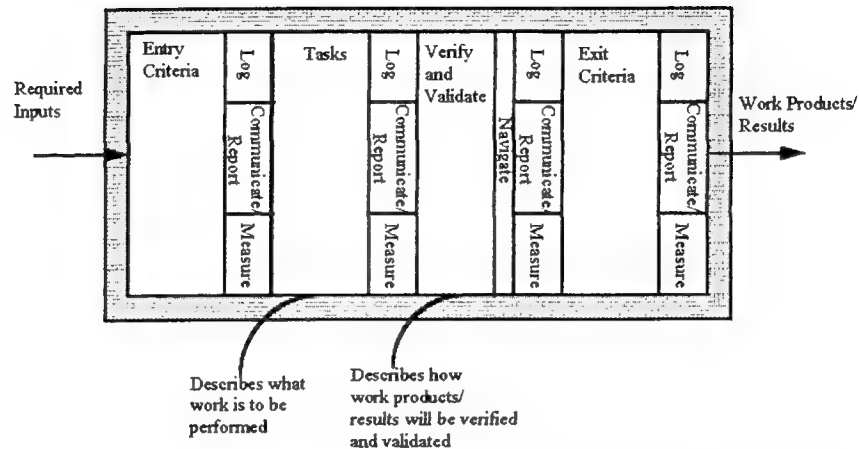 Required
Inputs
Entry
Criteria
Log
Communicate/
Report
Measure
Tasks
Log
Communicate/
Report
Measure
Verify
and
Validate
Navigate
Log
Communicate/
Report
Measure
Exit
Criteria
Log
Communicate/
Report
Measure
Work Products/
Results
Describes what
work is to be
performed
Describes how
work products/
results will be verified
and validated